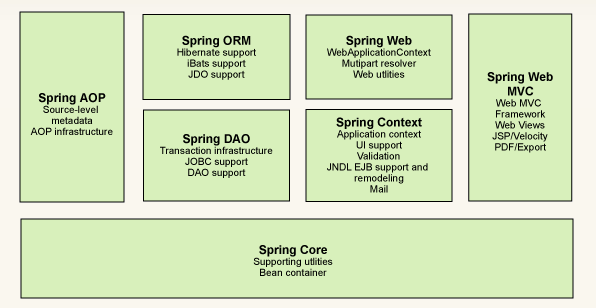 Spring AOP
Source-level
metadata
AOP infrastructure
Spring ORM
Hibernate support
iBats support
JDO support
Spring Web
WebApplicationContext
Mutipart resolver
Web utlities
Spring Web
MVC
Web MVC
Framework
Web Views
JSP/Velocity
PDF/Export
Spring DAO
Transaction infrastructure
JOBC support
DAO support
Spring Context
Application context
UI support
Validation
JNDL EJB support and
remodeling
Mail
Spring Core
Supporting utlities
Bean container